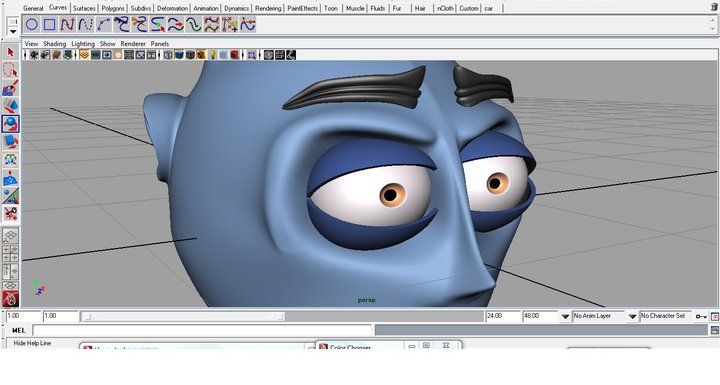 General Curves Surfaces Polygons Subdivs Deformation Animation Dynamics Rendering PaintEffects Toon Muscle Fluids Fur Hair nCloth Custom car
View Shading Lighting Show Renderer Panels
persp
1.00 1.00 24.00 48.00 No Anim Layer No Character Set
MEL
Hide Help Line
Color Chooser